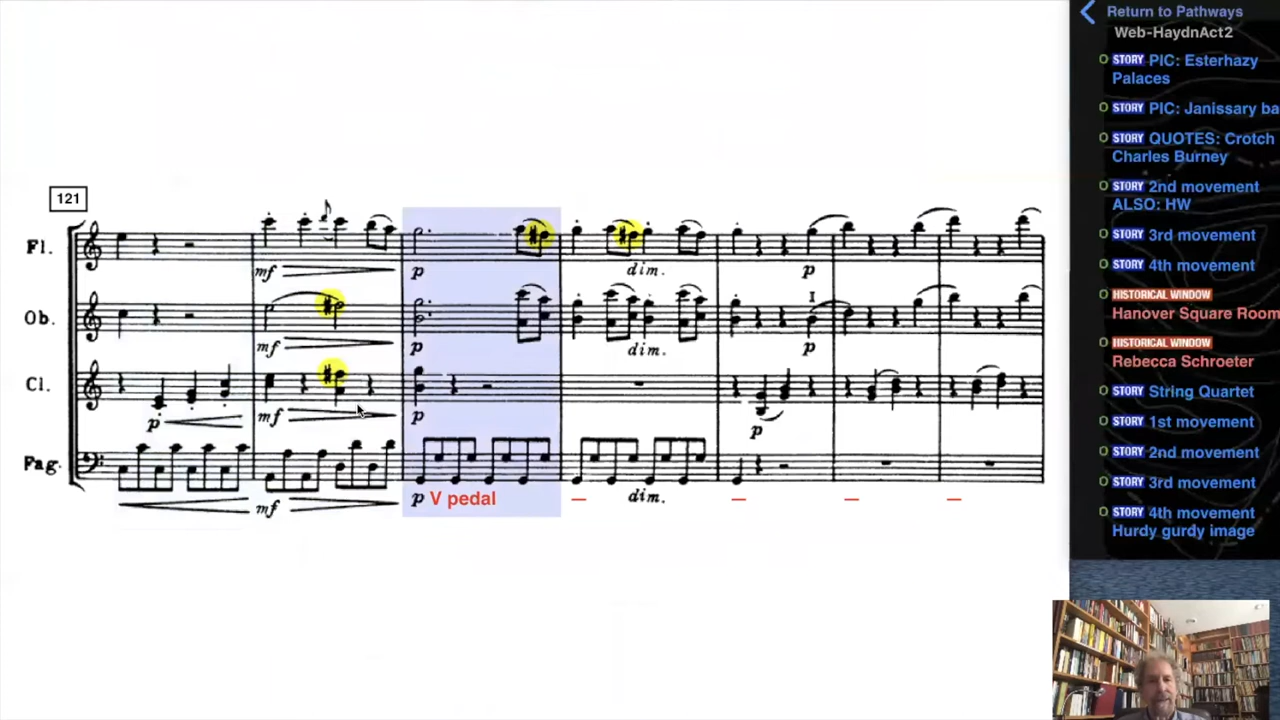 121
Fl.
mf
p
dim.
p
Ob.
I
mf
p
dim.
p
Cl.
p
mf
p
p
Fag.
mf
p V pedal
dim.
Return to Pathways
Web-HaydnAct2
STORY PIC: Esterhazy
Palaces
STORY PIC: Janissary ba
STORY QUOTES: Crotch
Charles Burney
STORY 2nd movement
ALSO: HW
STORY 3rd movement
STORY 4th movement
HISTORICAL WINDOW
Hanover Square Room
HISTORICAL WINDOW
Rebecca Schroeter
STORY String Quartet
STORY 1st movement
STORY 2nd movement
STORY 3rd movement
STORY 4th movement
Hurdy gurdy image